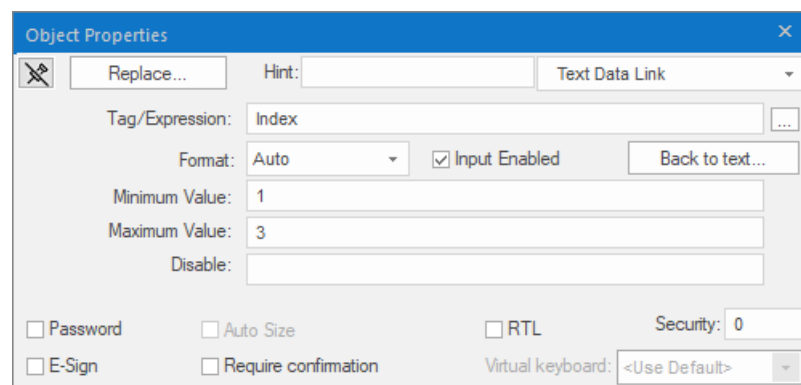 Object Properties
Replace... Hint: Text Data Link
Tag/Expression: Index ...
Format: Auto Input Enabled Back to text...
Minimum Value: 1
Maximum Value: 3
Disable:
Password Auto Size RTL Security: 0
E-Sign Require confirmation Virtual keyboard: <Use Default>